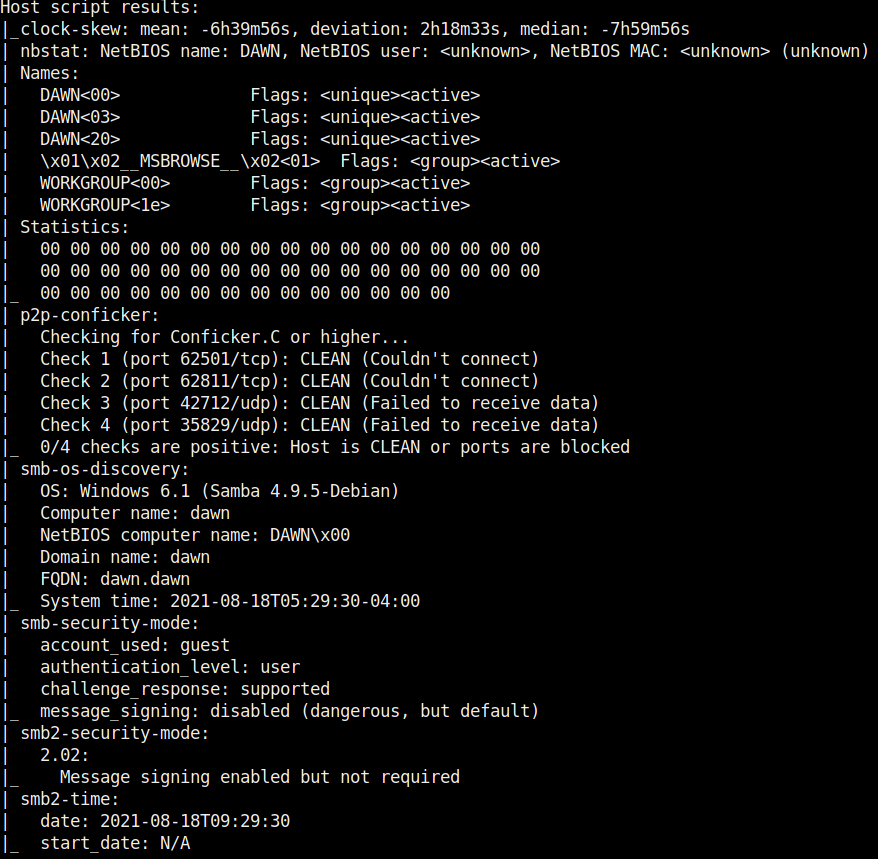 Host script results:
|_clock-skew: mean: -6h39m56s, deviation: 2h18m33s, median: -7h59m56s
| nbstat: NetBIOS name: DAWN, NetBIOS user: <unknown>, NetBIOS MAC: <unknown> (unknown)
| Names:
|   DAWN<00>             Flags: <unique><active>
|   DAWN<03>             Flags: <unique><active>
|   DAWN<20>             Flags: <unique><active>
|   \x01\x02__MSBROWSE__\x02<01>  Flags: <group><active>
|   WORKGROUP<00>        Flags: <group><active>
|   WORKGROUP<1e>        Flags: <group><active>
| Statistics:
|   00 00 00 00 00 00 00 00 00 00 00 00 00 00 00 00 00
|   00 00 00 00 00 00 00 00 00 00 00 00 00 00 00 00 00
|_  00 00 00 00 00 00 00 00 00 00 00 00 00 00
| p2p-conficker:
|   Checking for Conficker.C or higher...
|   Check 1 (port 62501/tcp): CLEAN (Couldn't connect)
|   Check 2 (port 62811/tcp): CLEAN (Couldn't connect)
|   Check 3 (port 42712/udp): CLEAN (Failed to receive data)
|   Check 4 (port 35829/udp): CLEAN (Failed to receive data)
|_  0/4 checks are positive: Host is CLEAN or ports are blocked
| smb-os-discovery:
|   OS: Windows 6.1 (Samba 4.9.5-Debian)
|   Computer name: dawn
|   NetBIOS computer name: DAWN\x00
|   Domain name: dawn
|   FQDN: dawn.dawn
|_  System time: 2021-08-18T05:29:30-04:00
| smb-security-mode:
|   account_used: guest
|   authentication_level: user
|   challenge_response: supported
|_  message_signing: disabled (dangerous, but default)
| smb2-security-mode:
|   2.02:
|_    Message signing enabled but not required
| smb2-time:
|   date: 2021-08-18T09:29:30
|_  start_date: N/A